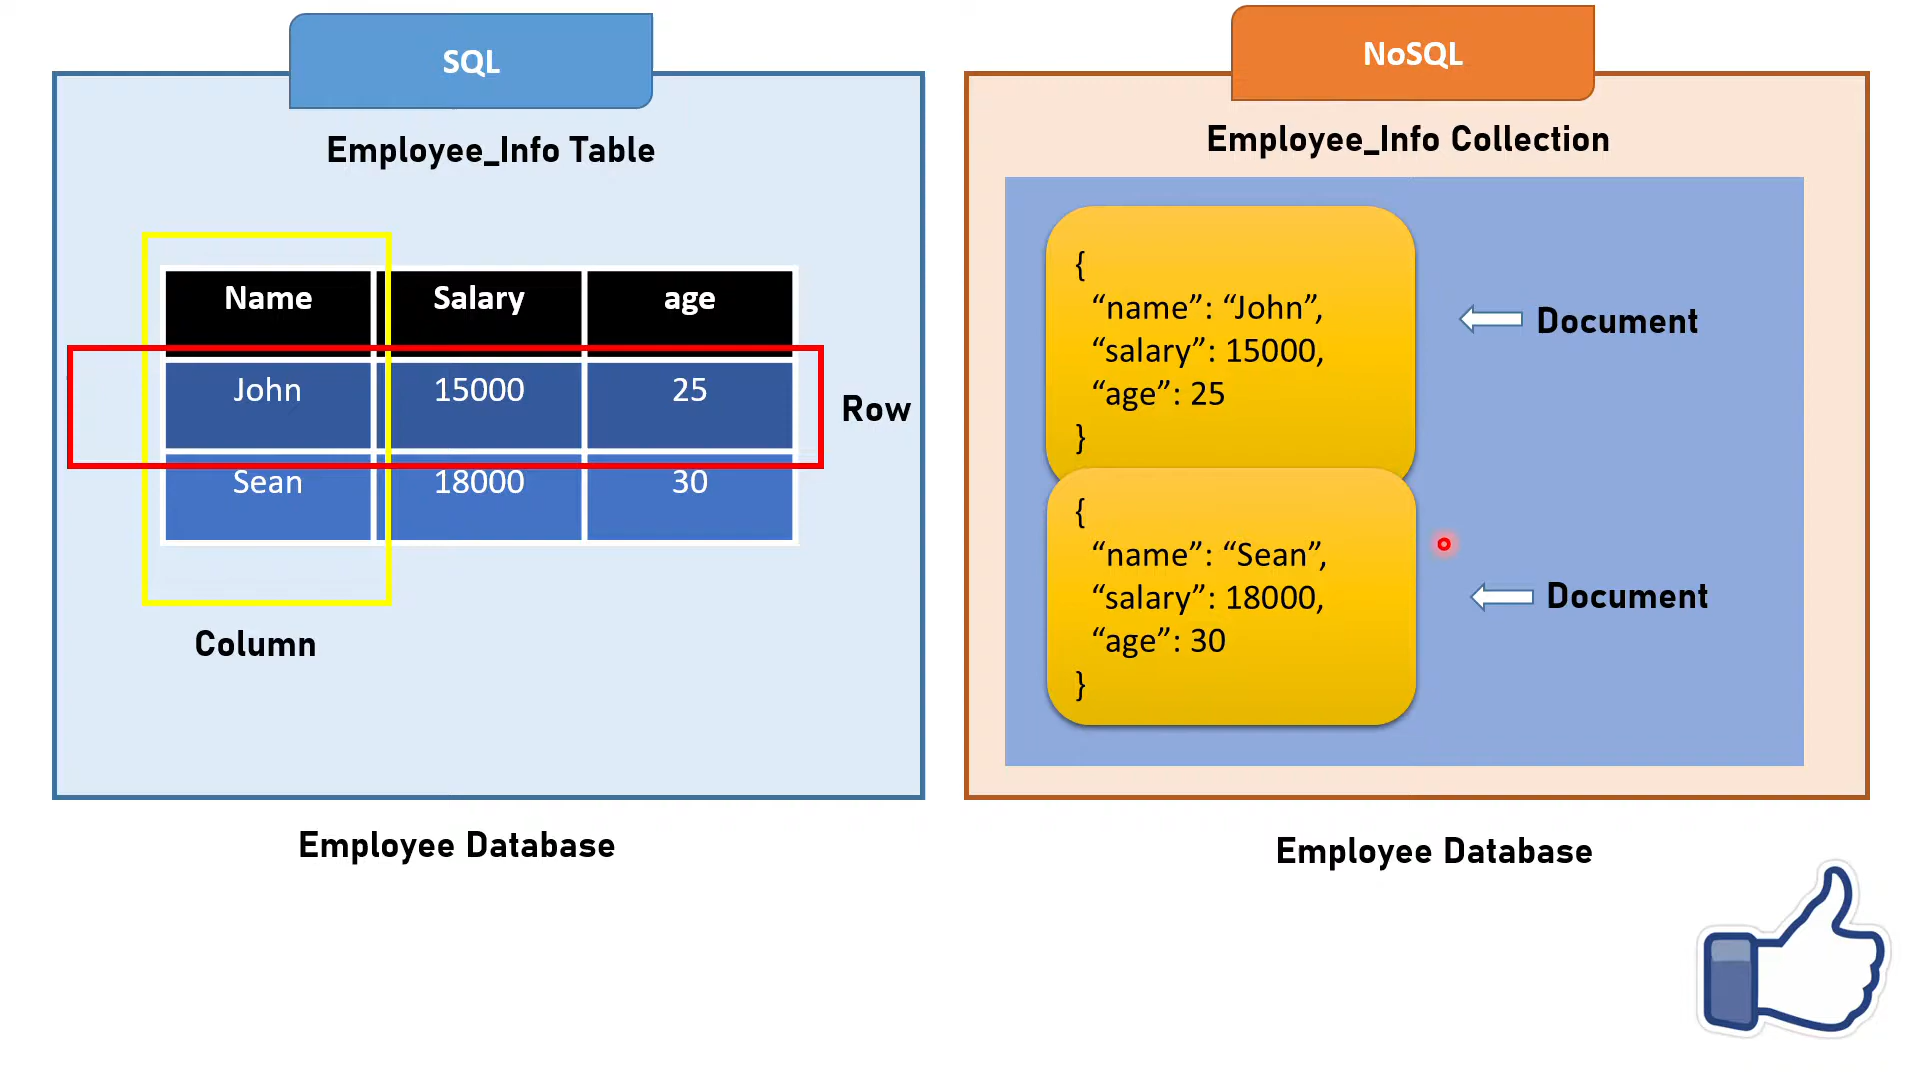 SQL
Employee_Info Table
Name Salary age
John 15000 25
Row
Sean 18000 30
Column
Employee Database
NoSQL
Employee_Info Collection
{
“name”: “John”,
“salary”: 15000,
“age”: 25
}
Document
{
“name”: “Sean”,
“salary”: 18000,
“age”: 30
}
Document
Employee Database